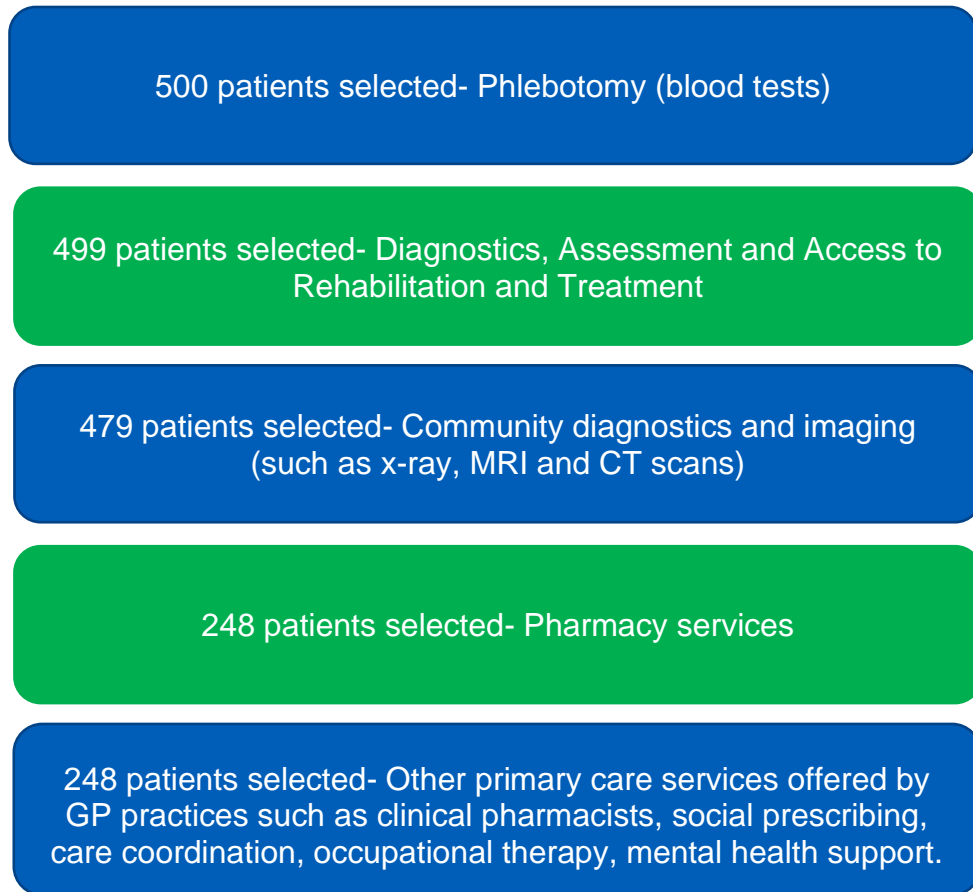 500 patients selected- Phlebotomy (blood tests)
499 patients selected- Diagnostics, Assessment and Access to
Rehabilitation and Treatment
479 patients selected- Community diagnostics and imaging
(such as x-ray, MRI and CT scans)
248 patients selected- Pharmacy services
248 patients selected- Other primary care services offered by
GP practices such as clinical pharmacists, social prescribing,
care coordination, occupational therapy, mental health support.